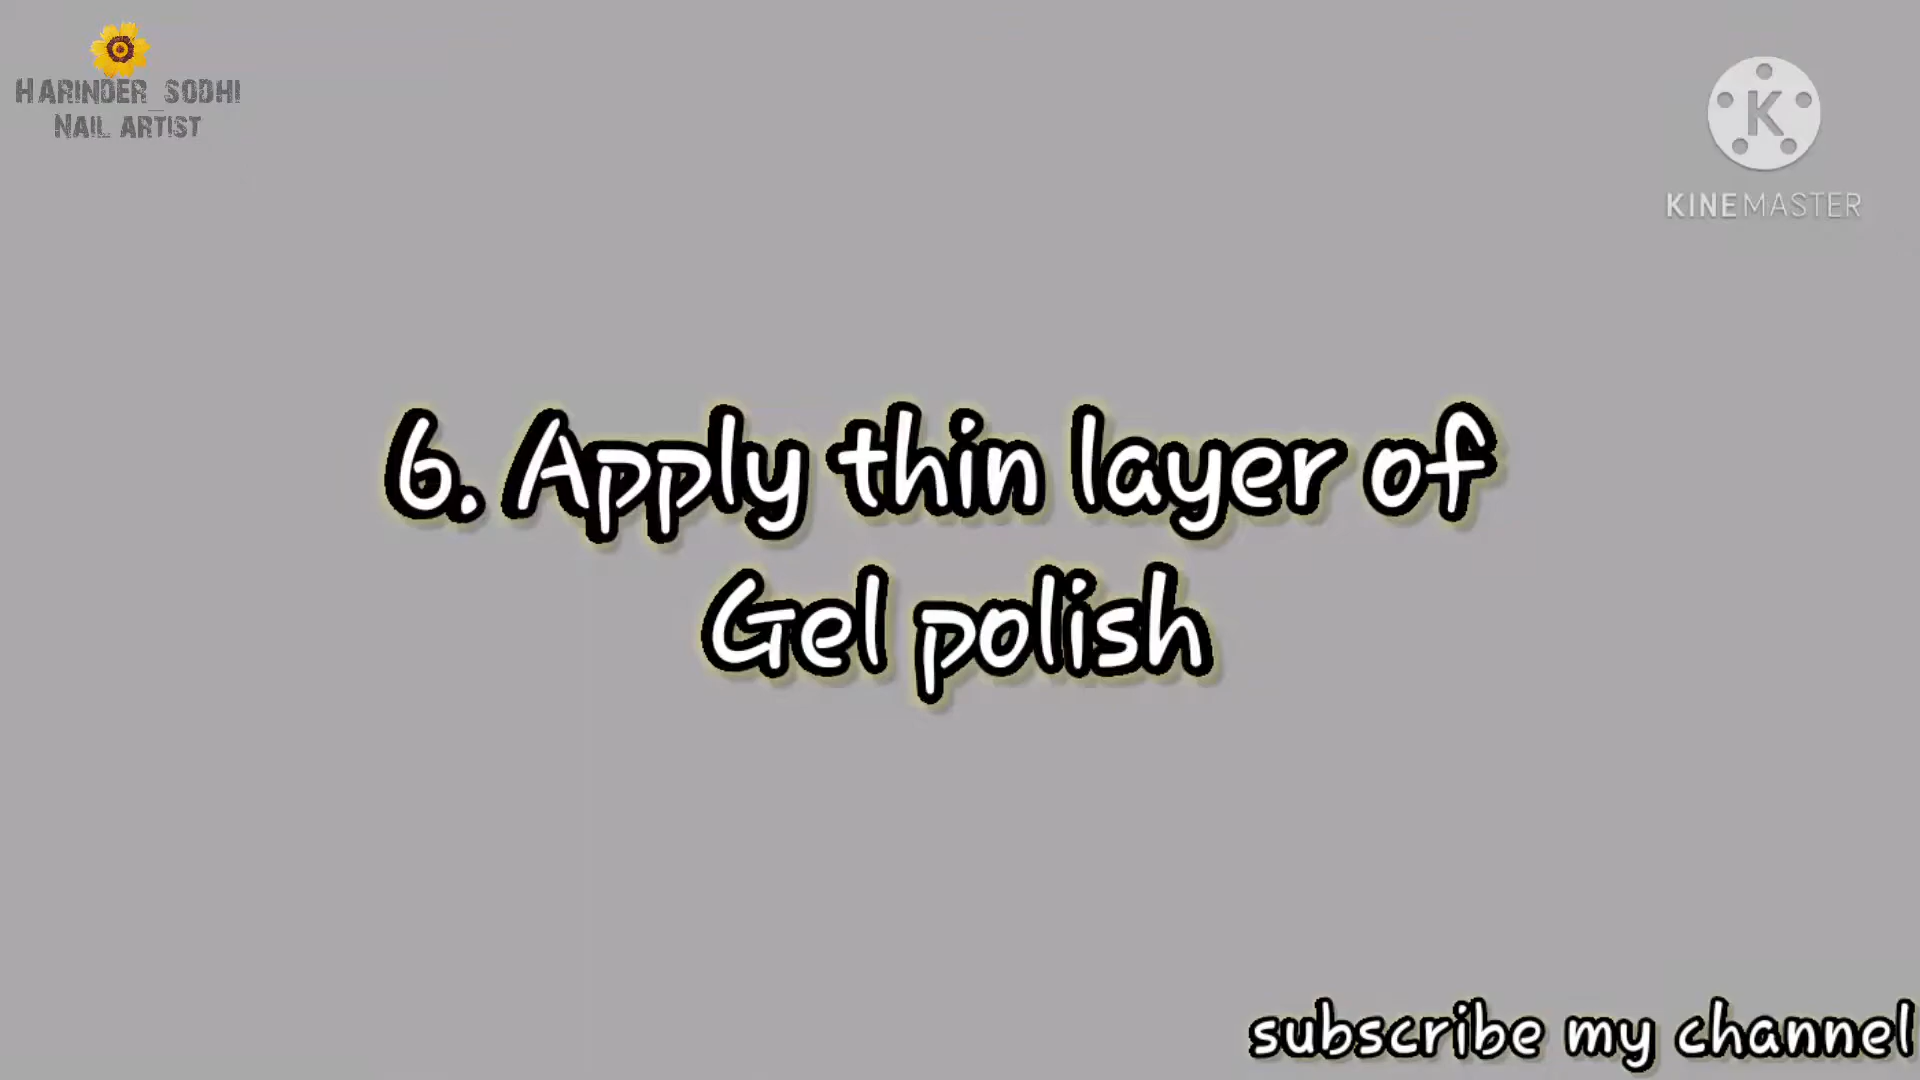 HARINDER_SODHI
NAIL ARTIST
K
KINEMASTER
6. Apply thin layer of
Gel polish
subscribe my channel